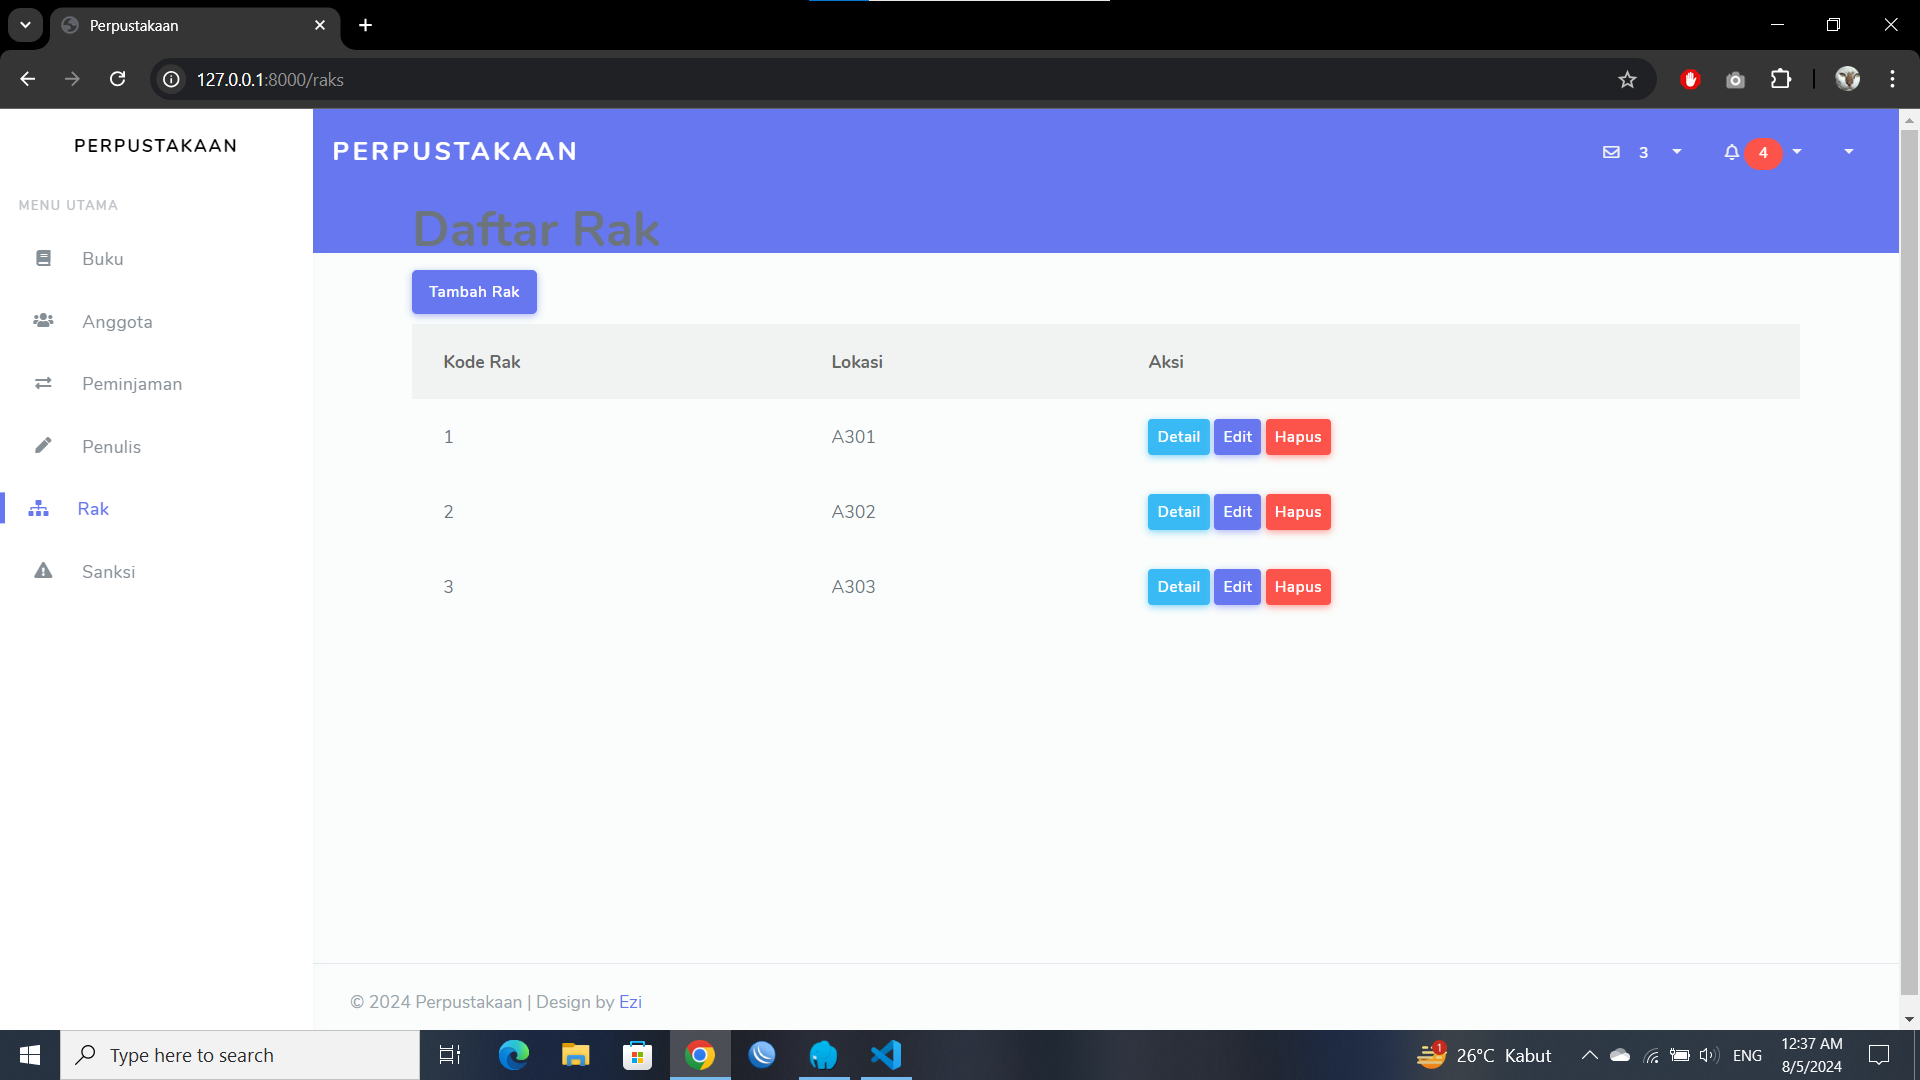 Perpustakaan
127.0.0.1:8000/raks
PERPUSTAKAAN
PERPUSTAKAAN
3
4
MENU UTAMA
Buku
Anggota
Peminjaman
Penulis
Rak
Sanksi
Daftar Rak
Tambah Rak
Kode Rak Lokasi Aksi
1 A301 Detail Edit Hapus
2 A302 Detail Edit Hapus
3 A303 Detail Edit Hapus
© 2024 Perpustakaan | Design by Ezi
Type here to search
1
26°C Kabut
ENG
12:37 AM
8/5/2024